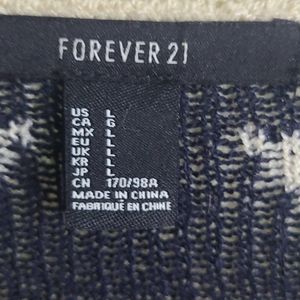 FOREVER 21
US L
CA G
MX L
EU L
UK L
KR L
JP L
CN 170/98A
MADE IN CHINA
FABRIQUÉ EN CHINE